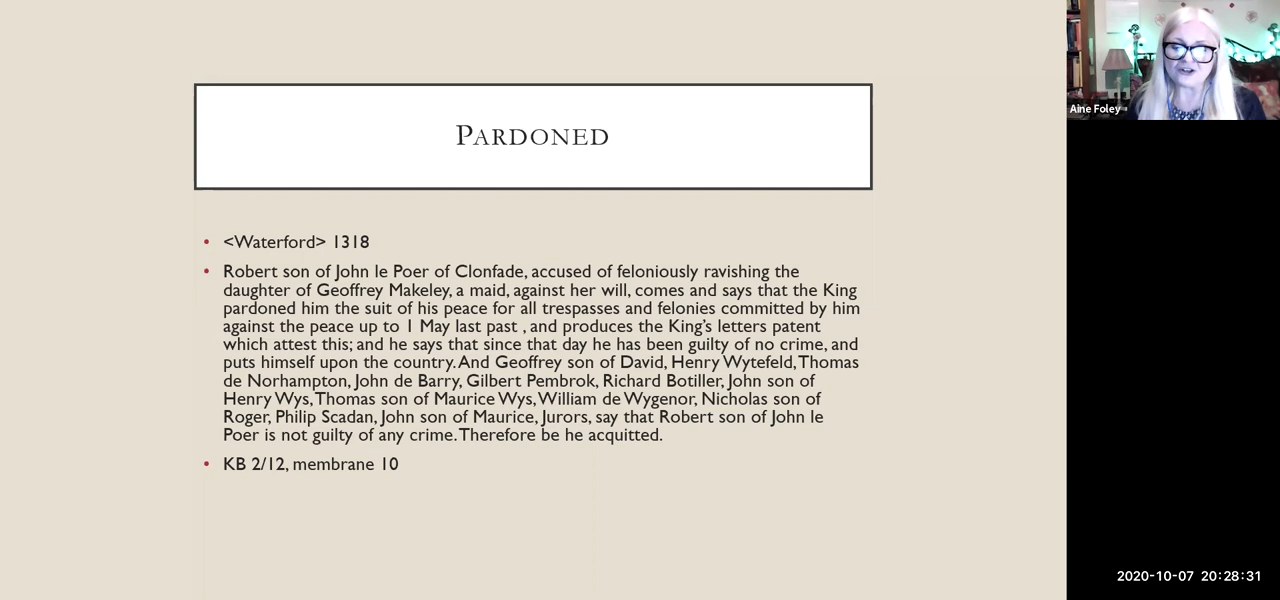 PARDONED
<Waterford> 1318
Robert son of John le Poer of Clonfade, accused of feloniously ravishing the
daughter of Geoffrey Makeley, a maid, against her will, comes and says that the King
pardoned him the suit of his peace for all trespasses and felonies committed by him
against the peace up to 1 May last past , and produces the King's letters patent
which attest this; and he says that since that day he has been guilty of no crime, and
puts himself upon the country. And Geoffrey son of David, Henry Wytefeld, Thomas
de Norhampton, John de Barry, Gilbert Pembrok, Richard Botiller, John son of
Henry Wys, Thomas son of Maurice Wys, William de Wygenor, Nicholas son of
Roger, Philip Scadan, John son of Maurice, Jurors, say that Robert son of John le
Poer is not guilty of any crime. Therefore be he acquitted.
KB 2/12, membrane 10
Aine Foley
2020-10-07 20:28:31